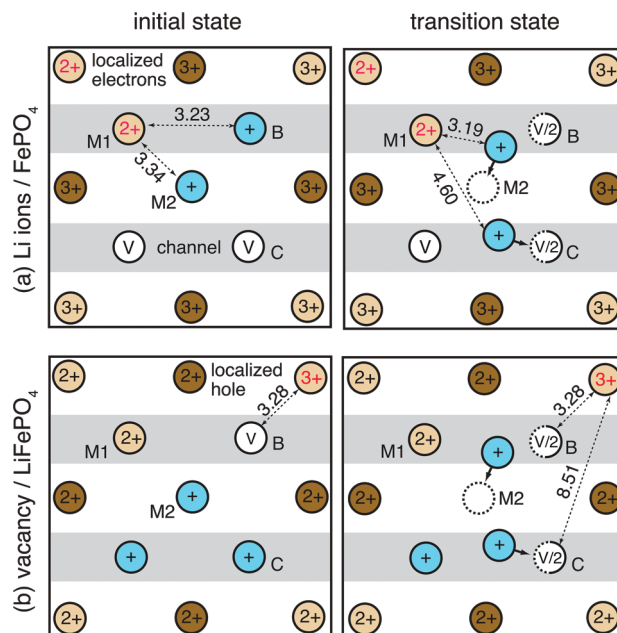 initial state
transition state
(a) Li ions / FePO₄
2+ localized electrons 3+ 3+
2+ 3.23 + B
M1
3.34
3+ + 3+
M2
V channel V C
3+ 3+ 3+
2+ 3+ 3+
2+ 3.19 + V/2 B
M1
4.60
3+ M2 3+
V + V/2 C
3+ 3+ 3+
(b) vacancy / LiFePO₄
2+ 2+ localized hole 3+
3.28
M1 2+ V B
2+ + 2+
M2
+ + C
2+ 2+ 2+
2+ 2+ 3+
3.28
M1 2+ + V/2 B
8.51
2+ M2 2+
+ + V/2 C
2+ 2+ 2+